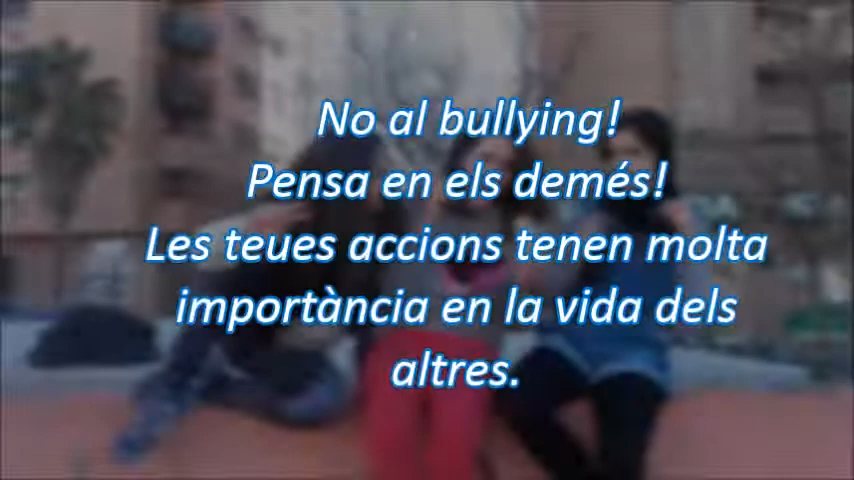 No al bullying!
Pensa en els demés!
Les teues accions tenen molta
importància en la vida dels
altres.